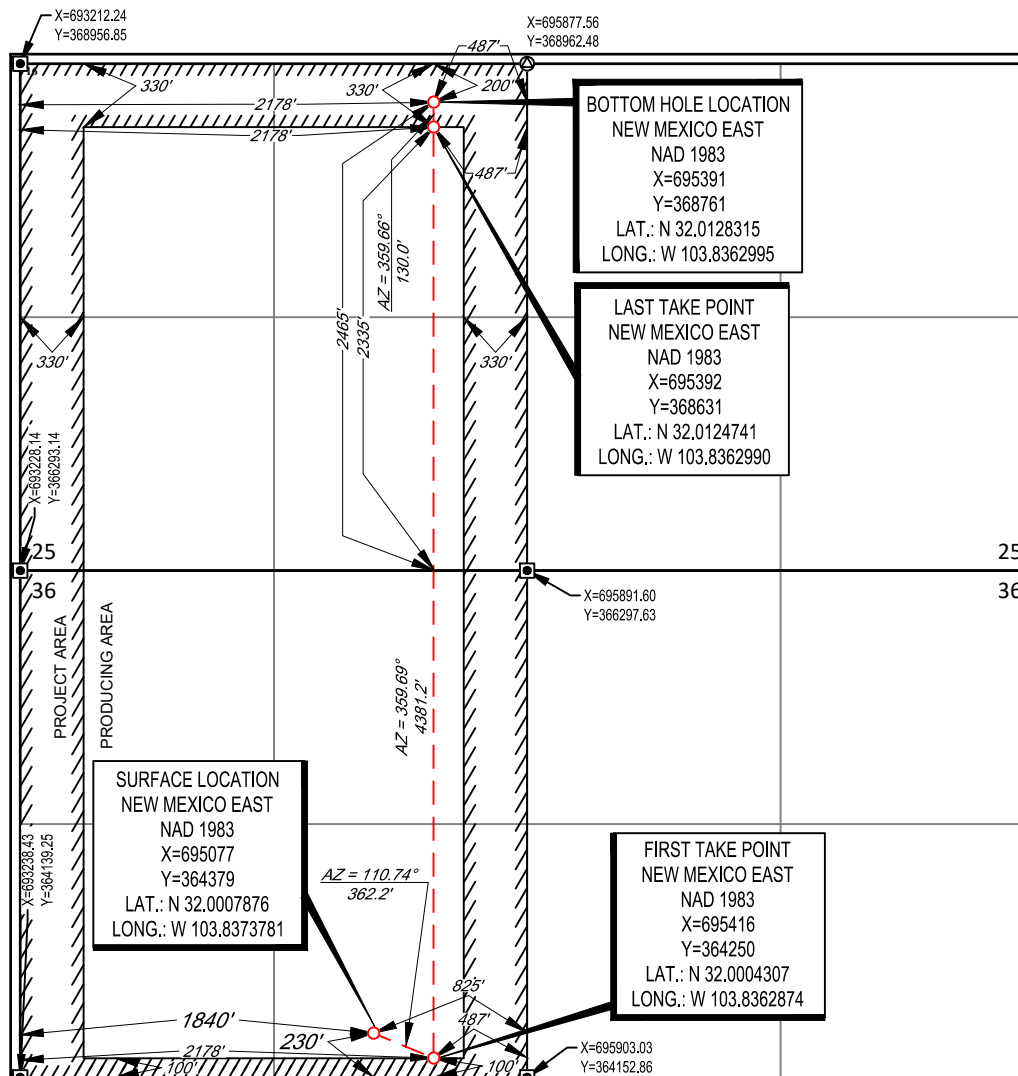 X=693212.24
Y=368956.85
X=695877.56
Y=368962.48
487'
330'
330'
200'
2178'
2178'
487'
BOTTOM HOLE LOCATION
NEW MEXICO EAST
NAD 1983
X=695391
Y=368761
LAT.: N 32.0128315
LONG.: W 103.8362995
AZ = 359.66°
130.0'
2465'
2335'
LAST TAKE POINT
NEW MEXICO EAST
NAD 1983
X=695392
Y=368631
LAT.: N 32.0124741
LONG.: W 103.8362990
330'
330'
X=693228.14
Y=366293.14
25
36
25
36
X=695891.60
Y=366297.63
PROJECT AREA
PRODUCING AREA
AZ = 359.69°
4381.2'
SURFACE LOCATION
NEW MEXICO EAST
NAD 1983
X=695077
Y=364379
LAT.: N 32.0007876
LONG.: W 103.8373781
X=693238.43
Y=364139.25
AZ = 110.74°
362.2'
FIRST TAKE POINT
NEW MEXICO EAST
NAD 1983
X=695416
Y=364250
LAT.: N 32.0004307
LONG.: W 103.8362874
825'
1840'
487'
230'
2178'
100'
100'
X=695903.03
Y=364152.86